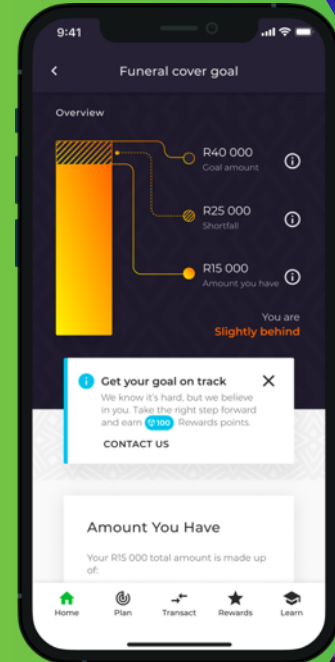 9:41
Funeral cover goal
Overview
R40 000
Goal amount
R25 000
Shortfall
R15 000
Amount you have
You are
Slightly behind
Get your goal on track
We know it's hard, but we believe
in you. Take the right step forward
and earn 100 Rewards points.
CONTACT US
Amount You Have
Your R15 000 total amount is made up
of:
Home Plan Transact Rewards Learn